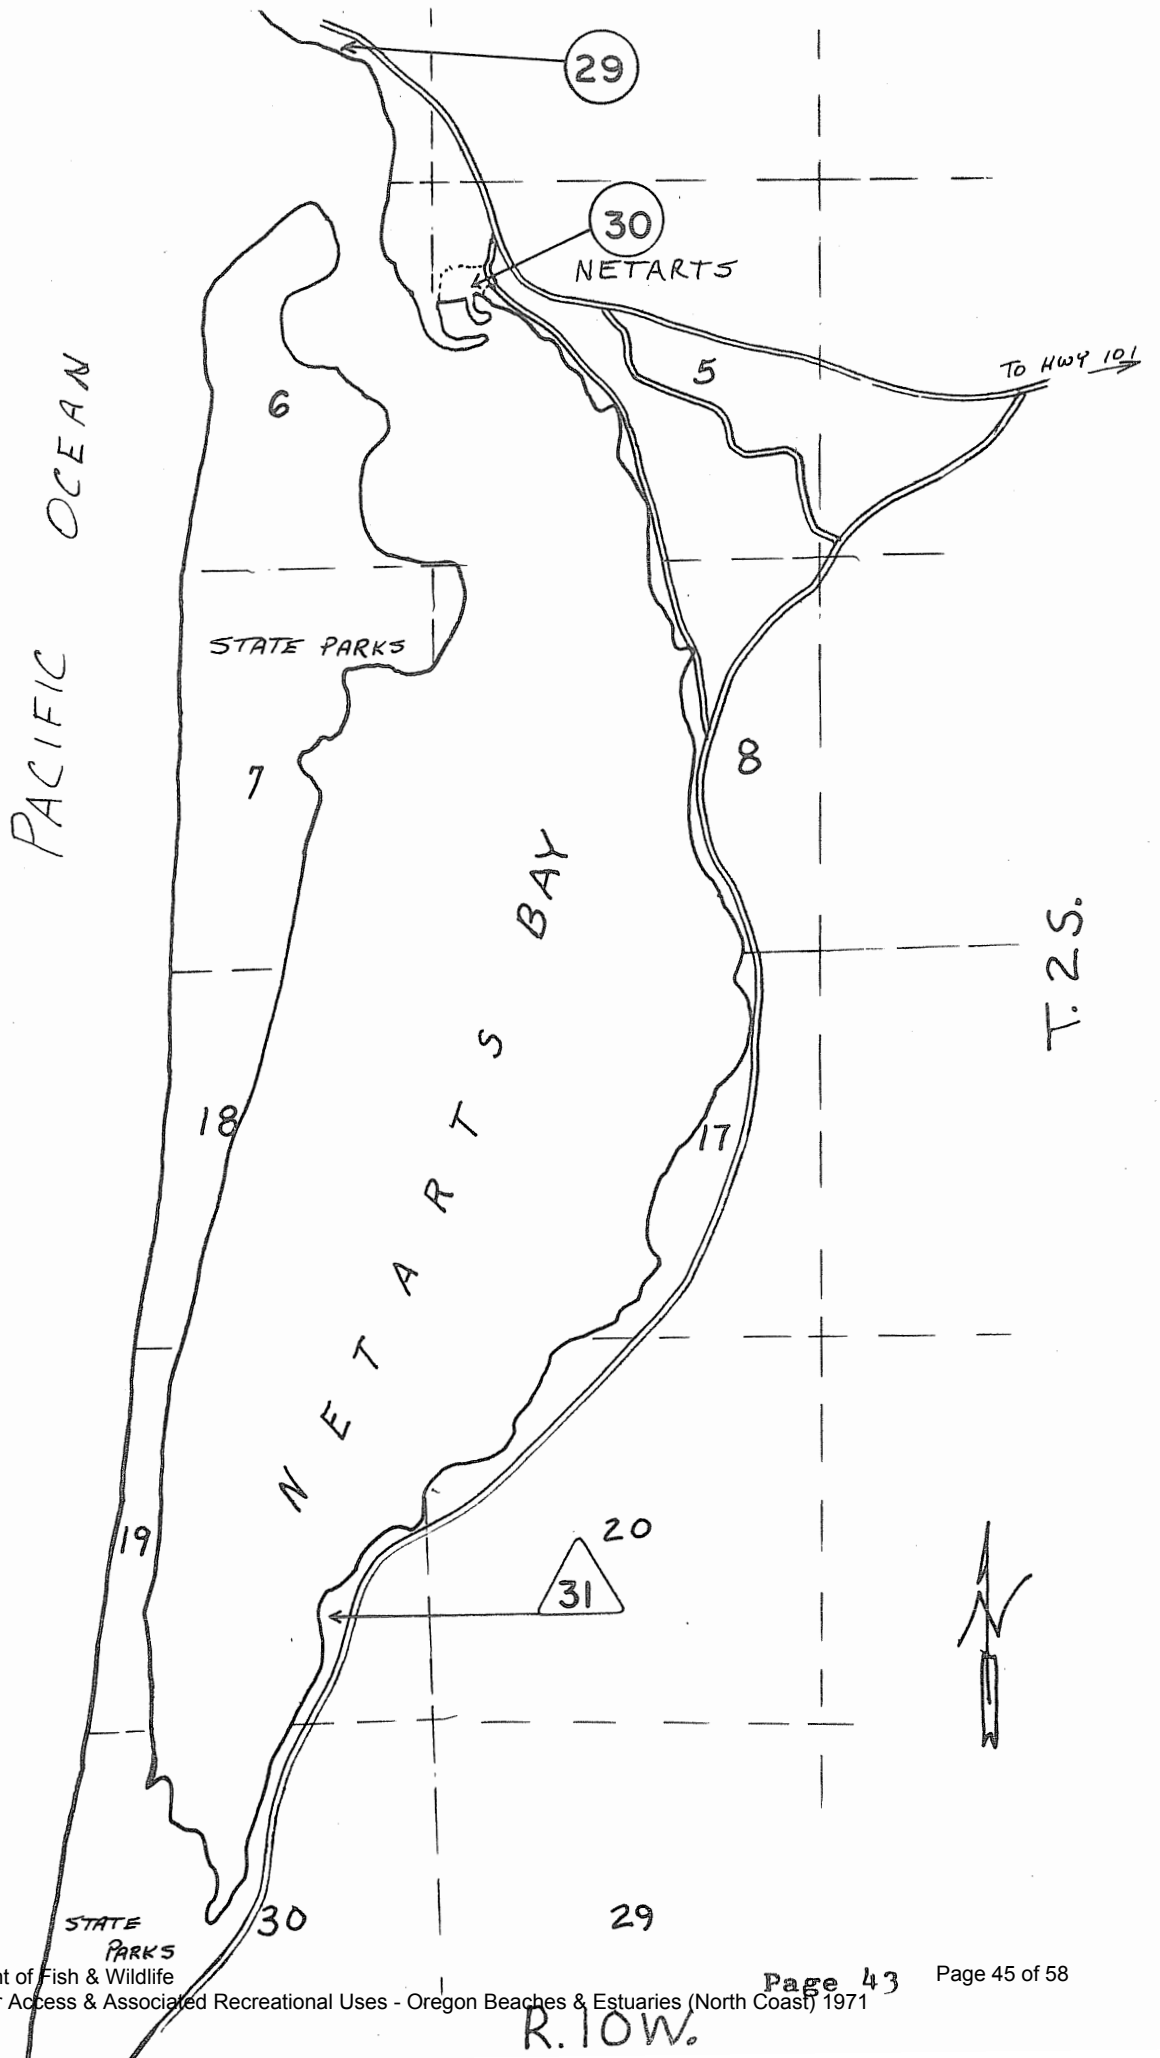 29
30
NETARTS
TO HWY 101
5
6
PACIFIC OCEAN
STATE PARKS
7
8
NETARTS BAY
T. 2 S.
18
17
19
20
31
30
29
STATE
PARKS
nt of Fish & Wildlife
Page 43
Page 45 of 58
r Access & Associated Recreational Uses - Oregon Beaches & Estuaries (North Coast) 1971
R. 10 W.